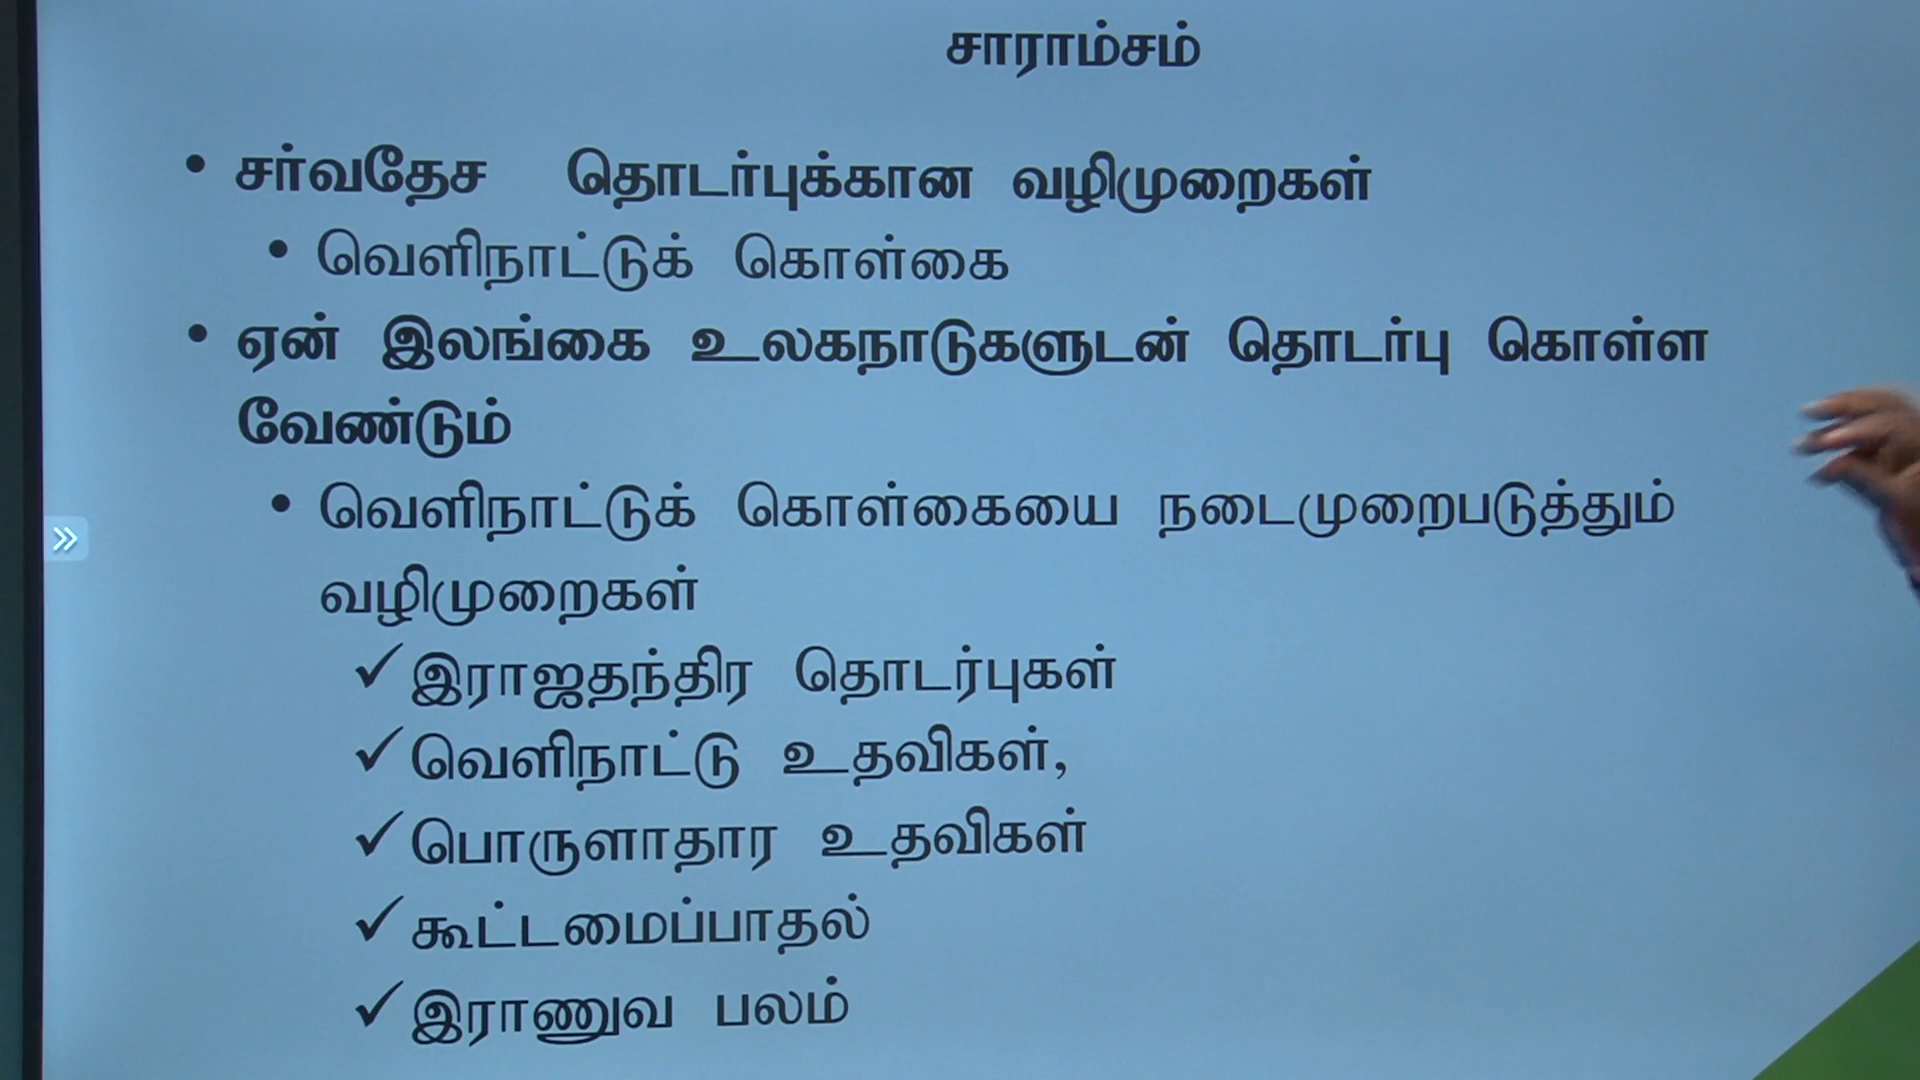 சாராம்சம்
• சர்வதேச தொடர்புக்கான வழிமுறைகள்
• வெளிநாட்டுக் கொள்கை
• ஏன் இலங்கை உலகநாடுகளுடன் தொடர்பு கொள்ள
வேண்டும்
• வெளிநாட்டுக் கொள்கையை நடைமுறைபடுத்தும்
வழிமுறைகள்
✓ இராஜதந்திர தொடர்புகள்
✓ வெளிநாட்டு உதவிகள்,
✓ பொருளாதார உதவிகள்
✓ கூட்டமைப்பாதல்
✓ இராணுவ பலம்